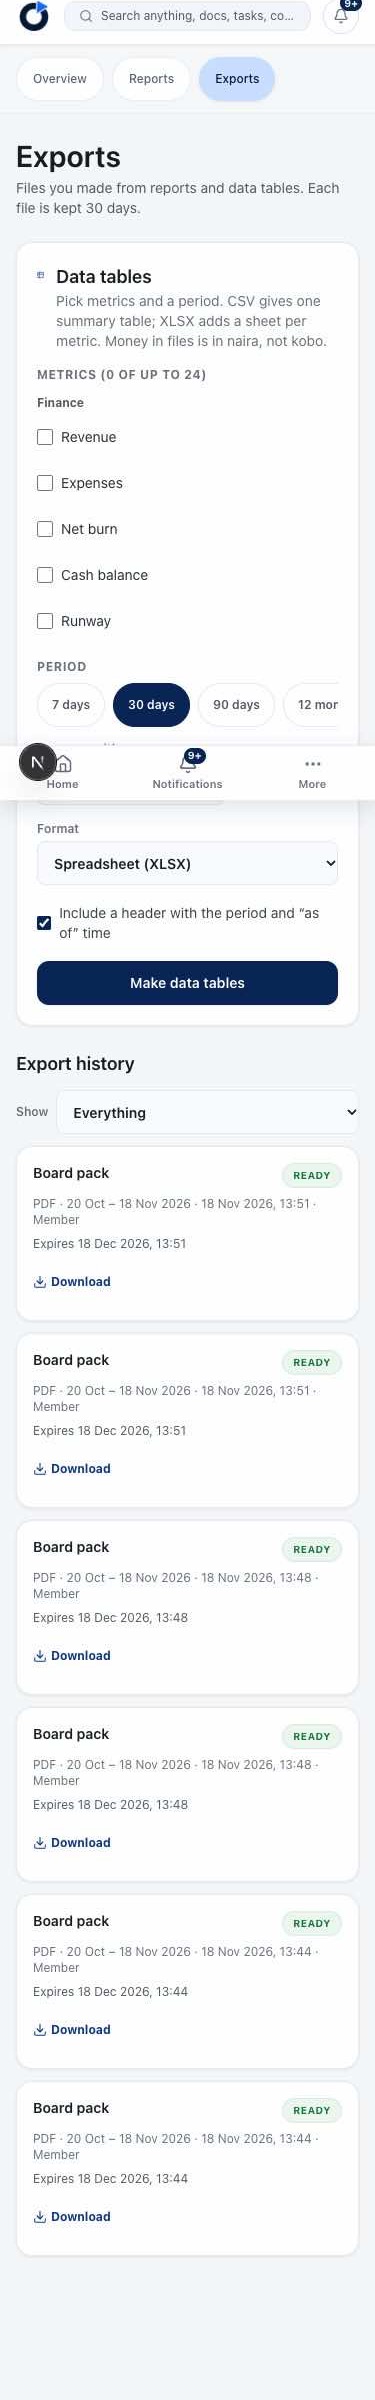 Search anything, docs, tasks, co...
9+
Overview
Reports
Exports
Exports
Files you made from reports and data tables. Each
file is kept 30 days.
Data tables
Pick metrics and a period. CSV gives one
summary table; XLSX adds a sheet per
metric. Money in files is in naira, not kobo.
METRICS (0 OF UP TO 24)
Finance
Revenue
Expenses
Net burn
Cash balance
Runway
PERIOD
7 days
30 days
90 days
12 mon
N
9+
Home
Notifications
More
Format
Spreadsheet (XLSX)
Include a header with the period and “as
of” time
Make data tables
Export history
Show
Everything
Board pack
READY
PDF · 20 Oct – 18 Nov 2026 · 18 Nov 2026, 13:51 ·
Member
Expires 18 Dec 2026, 13:51
Download
Board pack
READY
PDF · 20 Oct – 18 Nov 2026 · 18 Nov 2026, 13:51 ·
Member
Expires 18 Dec 2026, 13:51
Download
Board pack
READY
PDF · 20 Oct – 18 Nov 2026 · 18 Nov 2026, 13:48 ·
Member
Expires 18 Dec 2026, 13:48
Download
Board pack
READY
PDF · 20 Oct – 18 Nov 2026 · 18 Nov 2026, 13:48 ·
Member
Expires 18 Dec 2026, 13:48
Download
Board pack
READY
PDF · 20 Oct – 18 Nov 2026 · 18 Nov 2026, 13:44 ·
Member
Expires 18 Dec 2026, 13:44
Download
Board pack
READY
PDF · 20 Oct – 18 Nov 2026 · 18 Nov 2026, 13:44 ·
Member
Expires 18 Dec 2026, 13:44
Download